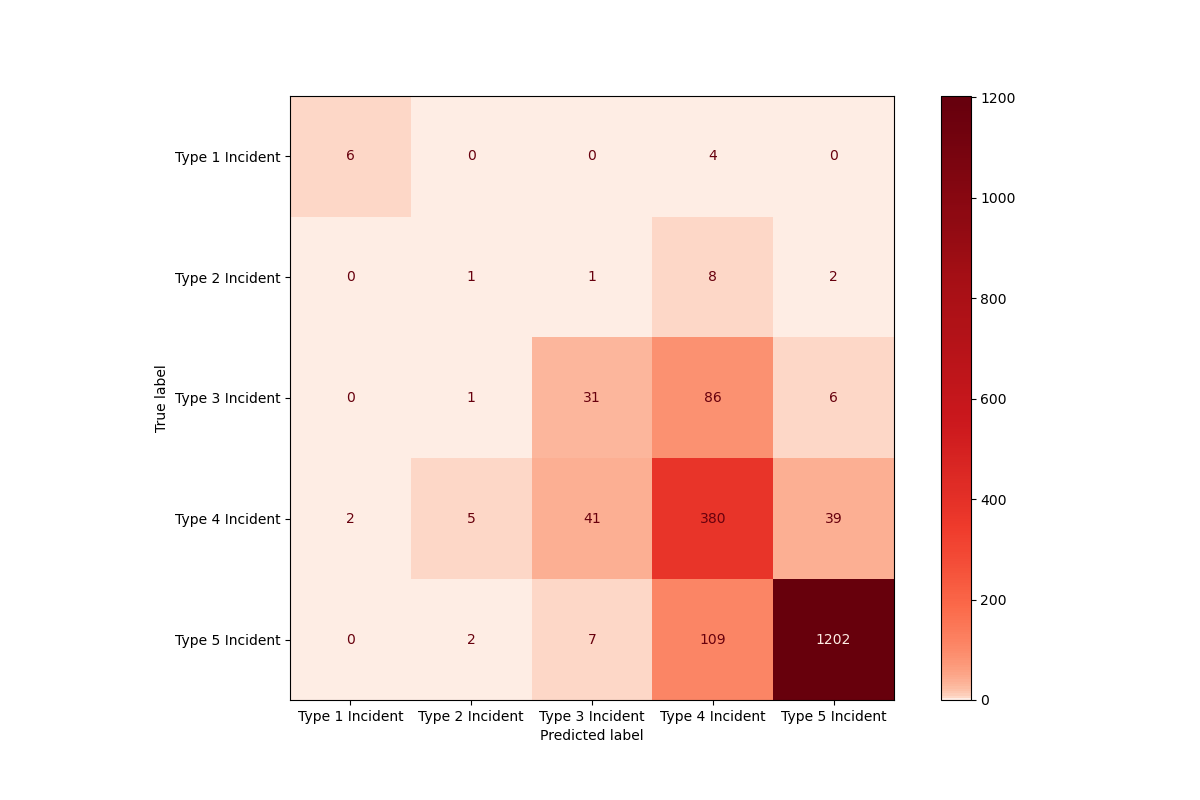 Type 1 Incident 6 0 0 4 0
Type 2 Incident 0 1 1 8 2
Type 3 Incident 0 1 31 86 6
Type 4 Incident 2 5 41 380 39
Type 5 Incident 0 2 7 109 1202
Type 1 Incident Type 2 Incident Type 3 Incident Type 4 Incident Type 5 Incident
Predicted label
True label
1200
1000
800
600
400
200
0